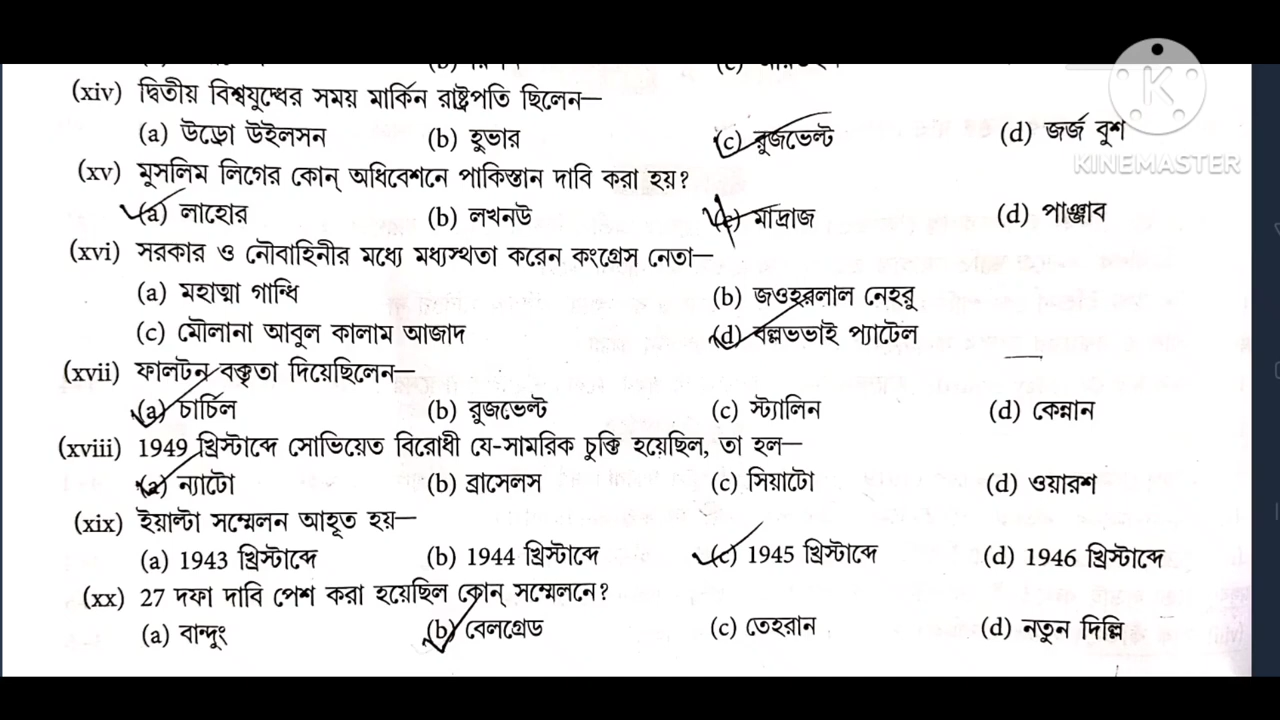 (xiv) দ্বিতীয় বিশ্বযুদ্ধের সময় মার্কিন রাষ্ট্রপতি ছিলেন—
(a) উড্রো উইলসন (b) হুভার (c) রুজভেল্ট (d) জর্জ বুশ
K
KINEMASTER
(xv) মুসলিম লিগের কোন্ অধিবেশনে পাকিস্তান দাবি করা হয়?
(a) লাহোর (b) লখনউ (c) মাদ্রাজ (d) পাঞ্জাব
(xvi) সরকার ও নৌবাহিনীর মধ্যে মধ্যস্থতা করেন কংগ্রেস নেতা—
(a) মহাত্মা গান্ধি (b) জওহরলাল নেহরু
(c) মৌলানা আবুল কালাম আজাদ (d) বল্লভভাই প্যাটেল
(xvii) ফালটন বক্তৃতা দিয়েছিলেন—
(a) চার্চিল (b) রুজভেল্ট (c) স্ট্যালিন (d) কেন্নান
(xviii) 1949 খ্রিস্টাব্দে সোভিয়েত বিরোধী যে-সামরিক চুক্তি হয়েছিল, তা হল—
(a) ন্যাটো (b) ব্রাসেলস (c) সিয়াটো (d) ওয়ারশ
(xix) ইয়াল্টা সম্মেলন আহূত হয়—
(a) 1943 খ্রিস্টাব্দে (b) 1944 খ্রিস্টাব্দে (c) 1945 খ্রিস্টাব্দে (d) 1946 খ্রিস্টাব্দে
(xx) 27 দফা দাবি পেশ করা হয়েছিল কোন্ সম্মেলনে?
(a) বান্দুং (b) বেলগ্রেড (c) তেহরান (d) নতুন দিল্লি